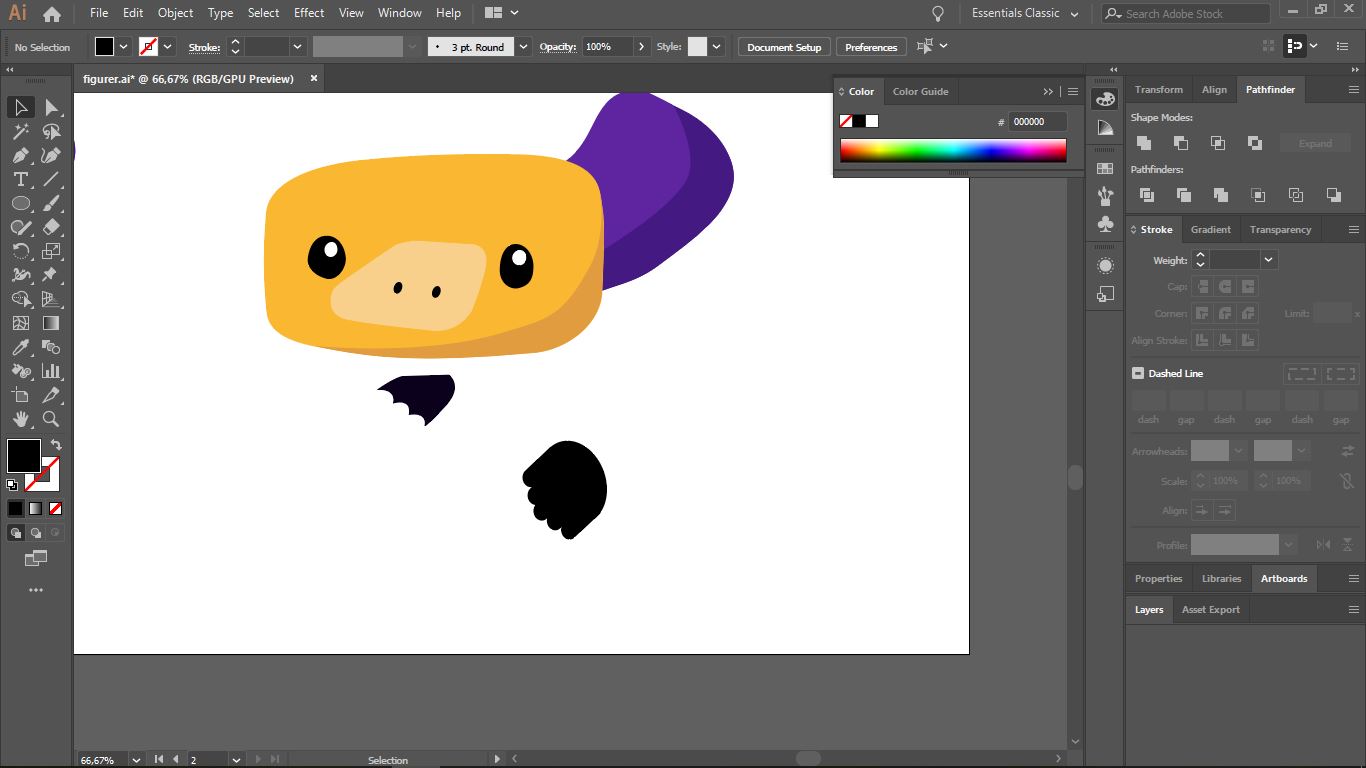 Ai File Edit Object Type Select Effect View Window Help Essentials Classic Search Adobe Stock
No Selection Stroke: 3 pt. Round Opacity: 100% Style: Document Setup Preferences
figurer.ai* @ 66,67% (RGB/GPU Preview)
Color Color Guide
# 000000
Transform Align Pathfinder
Shape Modes:
Expand
Pathfinders:
Stroke Gradient Transparency
Weight:
Cap:
Corner: Limit: x
Align Stroke:
Dashed Line
dash gap dash gap dash gap
Arrowheads:
Scale: 100% 100%
Align:
Profile:
Properties Libraries Artboards
Layers Asset Export
66,67% 2 Selection